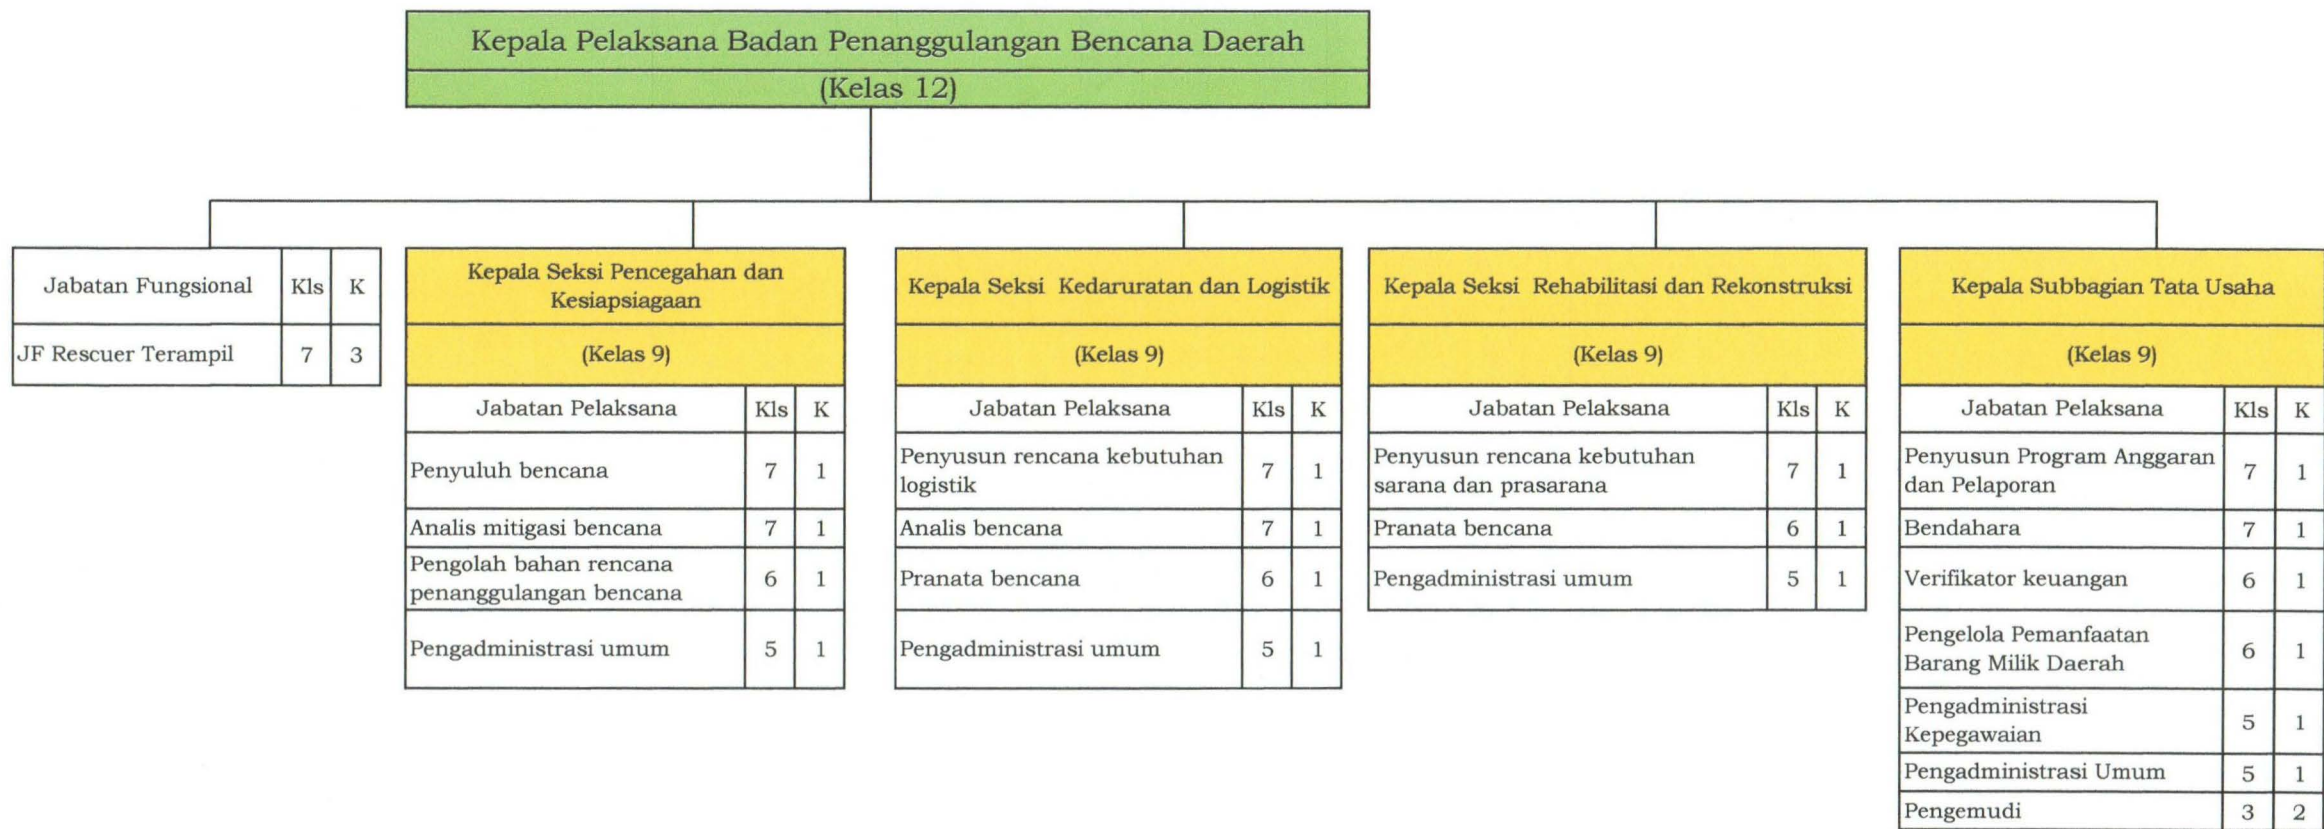 Kepala Pelaksana Badan Penanggulangan Bencana Daerah
(Kelas 12)
Jabatan Fungsional Kls K
JF Rescuer Terampil 7 3
Kepala Seksi Pencegahan dan
Kesiapsiagaan
(Kelas 9)
Jabatan Pelaksana Kls K
Penyuluh bencana 7 1
Analis mitigasi bencana 7 1
Pengolah bahan rencana
penanggulangan bencana 6 1
Pengadministrasi umum 5 1
Kepala Seksi Kedaruratan dan Logistik
(Kelas 9)
Jabatan Pelaksana Kls K
Penyusun rencana kebutuhan
logistik 7 1
Analis bencana 7 1
Pranata bencana 6 1
Pengadministrasi umum 5 1
Kepala Seksi Rehabilitasi dan Rekonstruksi
(Kelas 9)
Jabatan Pelaksana Kls K
Penyusun rencana kebutuhan
sarana dan prasarana 7 1
Pranata bencana 6 1
Pengadministrasi umum 5 1
Kepala Subbagian Tata Usaha
(Kelas 9)
Jabatan Pelaksana Kls K
Penyusun Program Anggaran
dan Pelaporan 7 1
Bendahara 7 1
Verifikator keuangan 6 1
Pengelola Pemanfaatan
Barang Milik Daerah 6 1
Pengadministrasi
Kepegawaian 5 1
Pengadministrasi Umum 5 1
Pengemudi 3 2